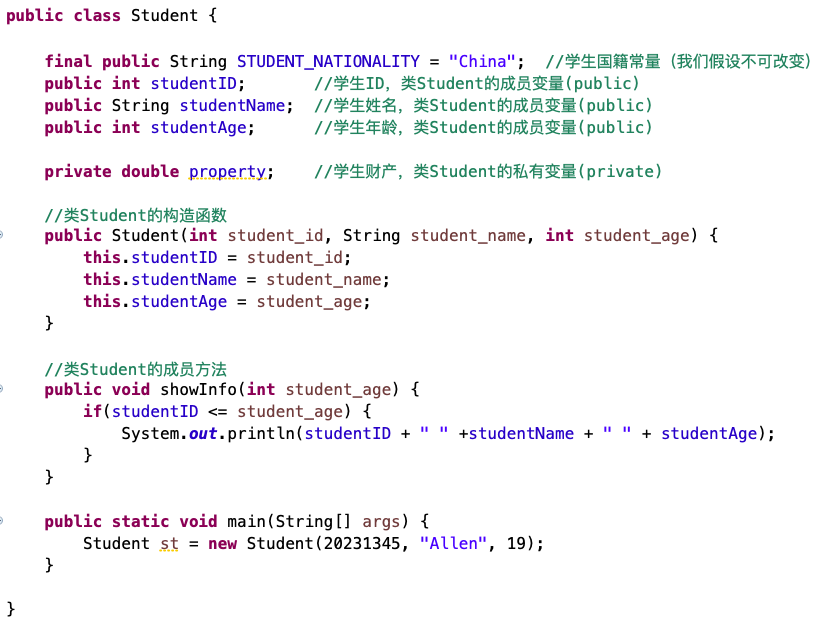 public class Student {
final public String STUDENT_NATIONALITY = "China";  //学生国籍常量（我们假设不可改变）
public int studentID;       //学生ID，类Student的成员变量(public)
public String studentName;  //学生姓名，类Student的成员变量(public)
public int studentAge;      //学生年龄，类Student的成员变量(public)
private double property;    //学生财产，类Student的私有变量(private)
//类Student的构造函数
public Student(int student_id, String student_name, int student_age) {
this.studentID = student_id;
this.studentName = student_name;
this.studentAge = student_age;
}
//类Student的成员方法
public void showInfo(int student_age) {
if(studentID <= student_age) {
System.out.println(studentID + " " +studentName + " " + studentAge);
}
}
public static void main(String[] args) {
Student st = new Student(20231345, "Allen", 19);
}
}